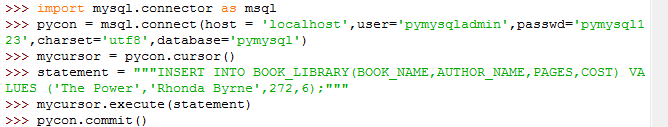 >>> import mysql.connector as msql
>>> pycon = msql.connect(host = 'localhost',user='pymysqladmin',passwd='pymysql1
23',charset='utf8',database='pymysql')
>>> mycursor = pycon.cursor()
>>> statement = """INSERT INTO BOOK_LIBRARY(BOOK_NAME,AUTHOR_NAME,PAGES,COST) VA
LUES ('The Power','Rhonda Byrne',272,6);"""
>>> mycursor.execute(statement)
>>> pycon.commit()